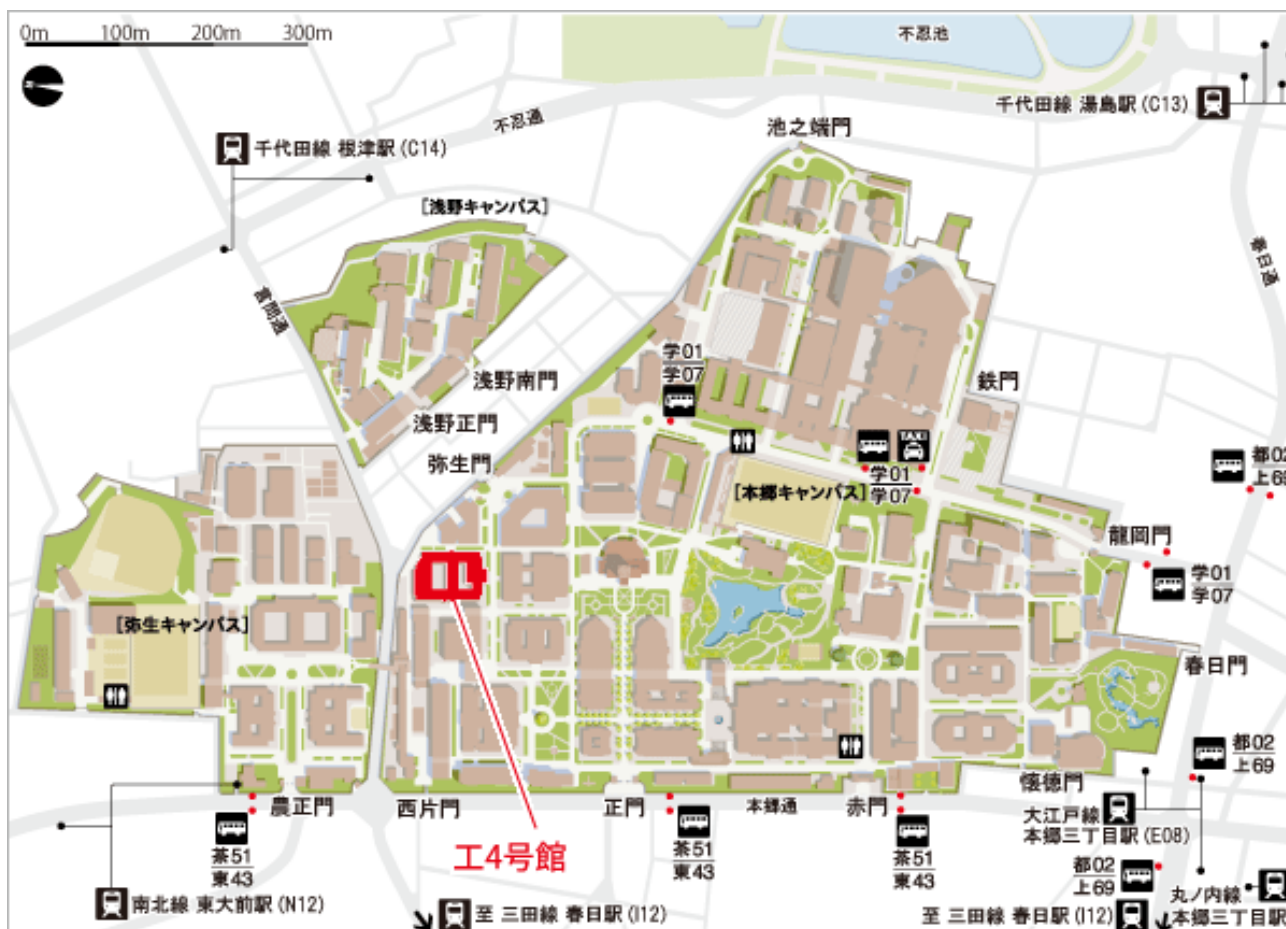 0m 100m 200m 300m
不忍池
千代田線 湯島駅 (C13)
不忍通
池之端門
千代田線 根津駅 (C14)
[浅野キャンパス]
春日通
言問通
学01
学07
浅野南門
鉄門
浅野正門
弥生門
TAXI
学01
学07
[本郷キャンパス]
都02
上69
龍岡門
学01
学07
[弥生キャンパス]
春日門
都02
上69
懐徳門
農正門
西片門
正門
本郷通
赤門
大江戸線
本郷三丁目駅 (E08)
茶51
東43
工4号館
茶51
東43
茶51
東43
都02
上69
南北線 東大前駅 (N12)
至 三田線 春日駅 (I12)
至 三田線 春日駅 (I12)
丸ノ内線
本郷三丁目駅